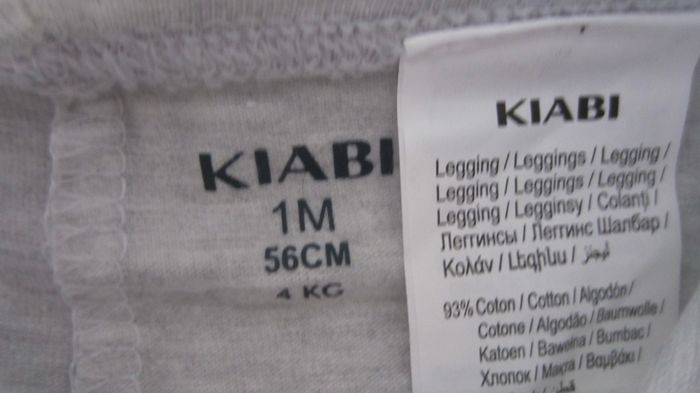 KIABI
1M
56CM
4 KG
KIABI
Legging / Leggings / Legging /
Legging / Leggings / Legging /
Legging / Legginsy / Colanți /
Леггинсы / Леггинс Шалбар /
Κολάν / Լեգինս /
93% Coton / Cotton / Algodón /
Cotone / Algodão / Baumwolle /
Katoen / Bawełna / Bumbac /
Хлопок / Мақта / Βαμβάκι /